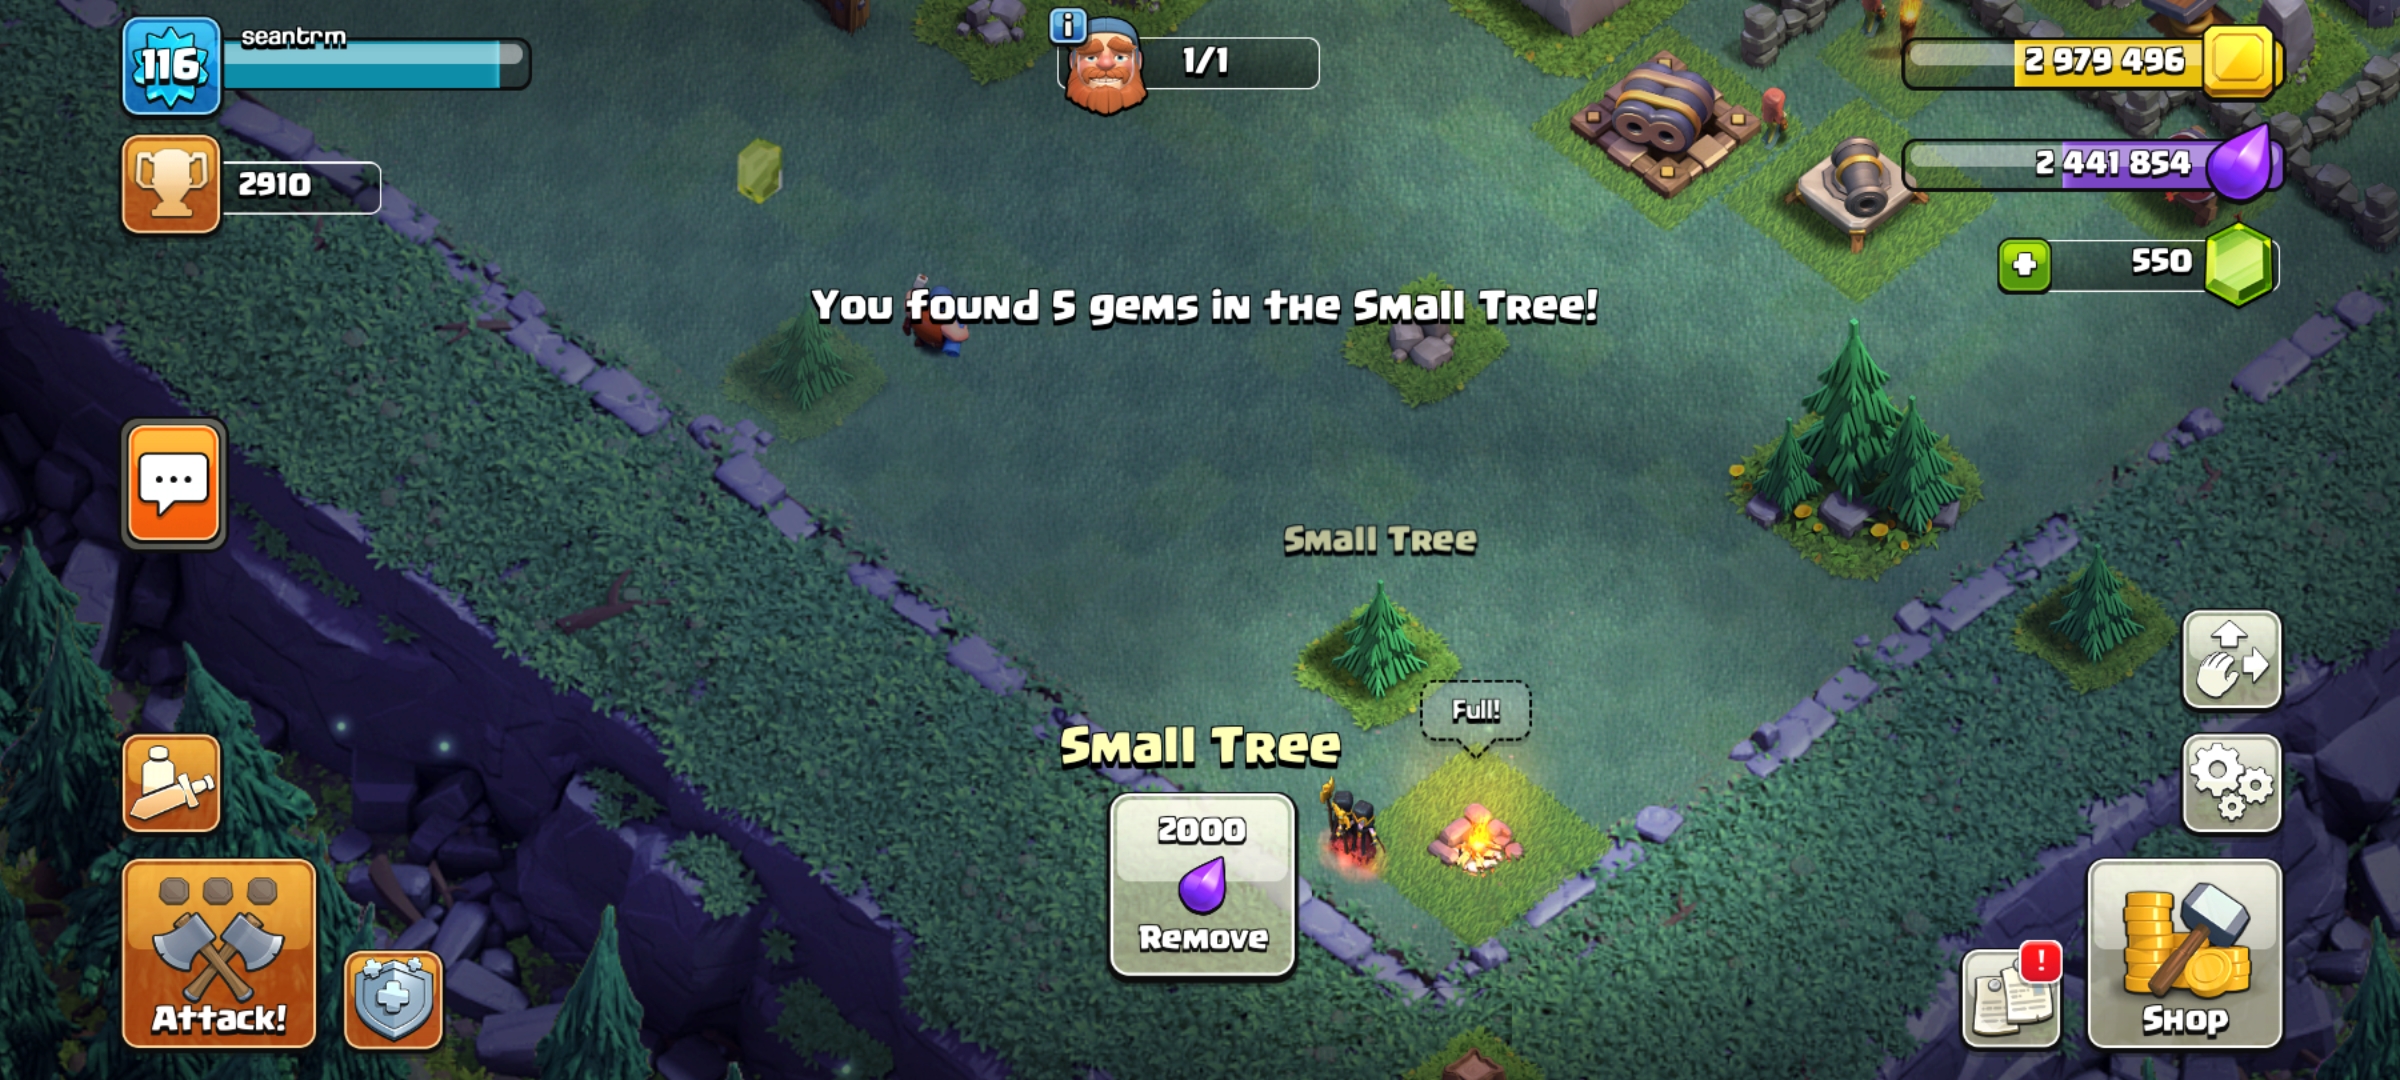 116
seantrm
1/1
2 979 496
2910
2 441 854
550
You found 5 gems in the Small Tree!
Small Tree
Full!
Small Tree
2000
Remove
Attack!
!
Shop